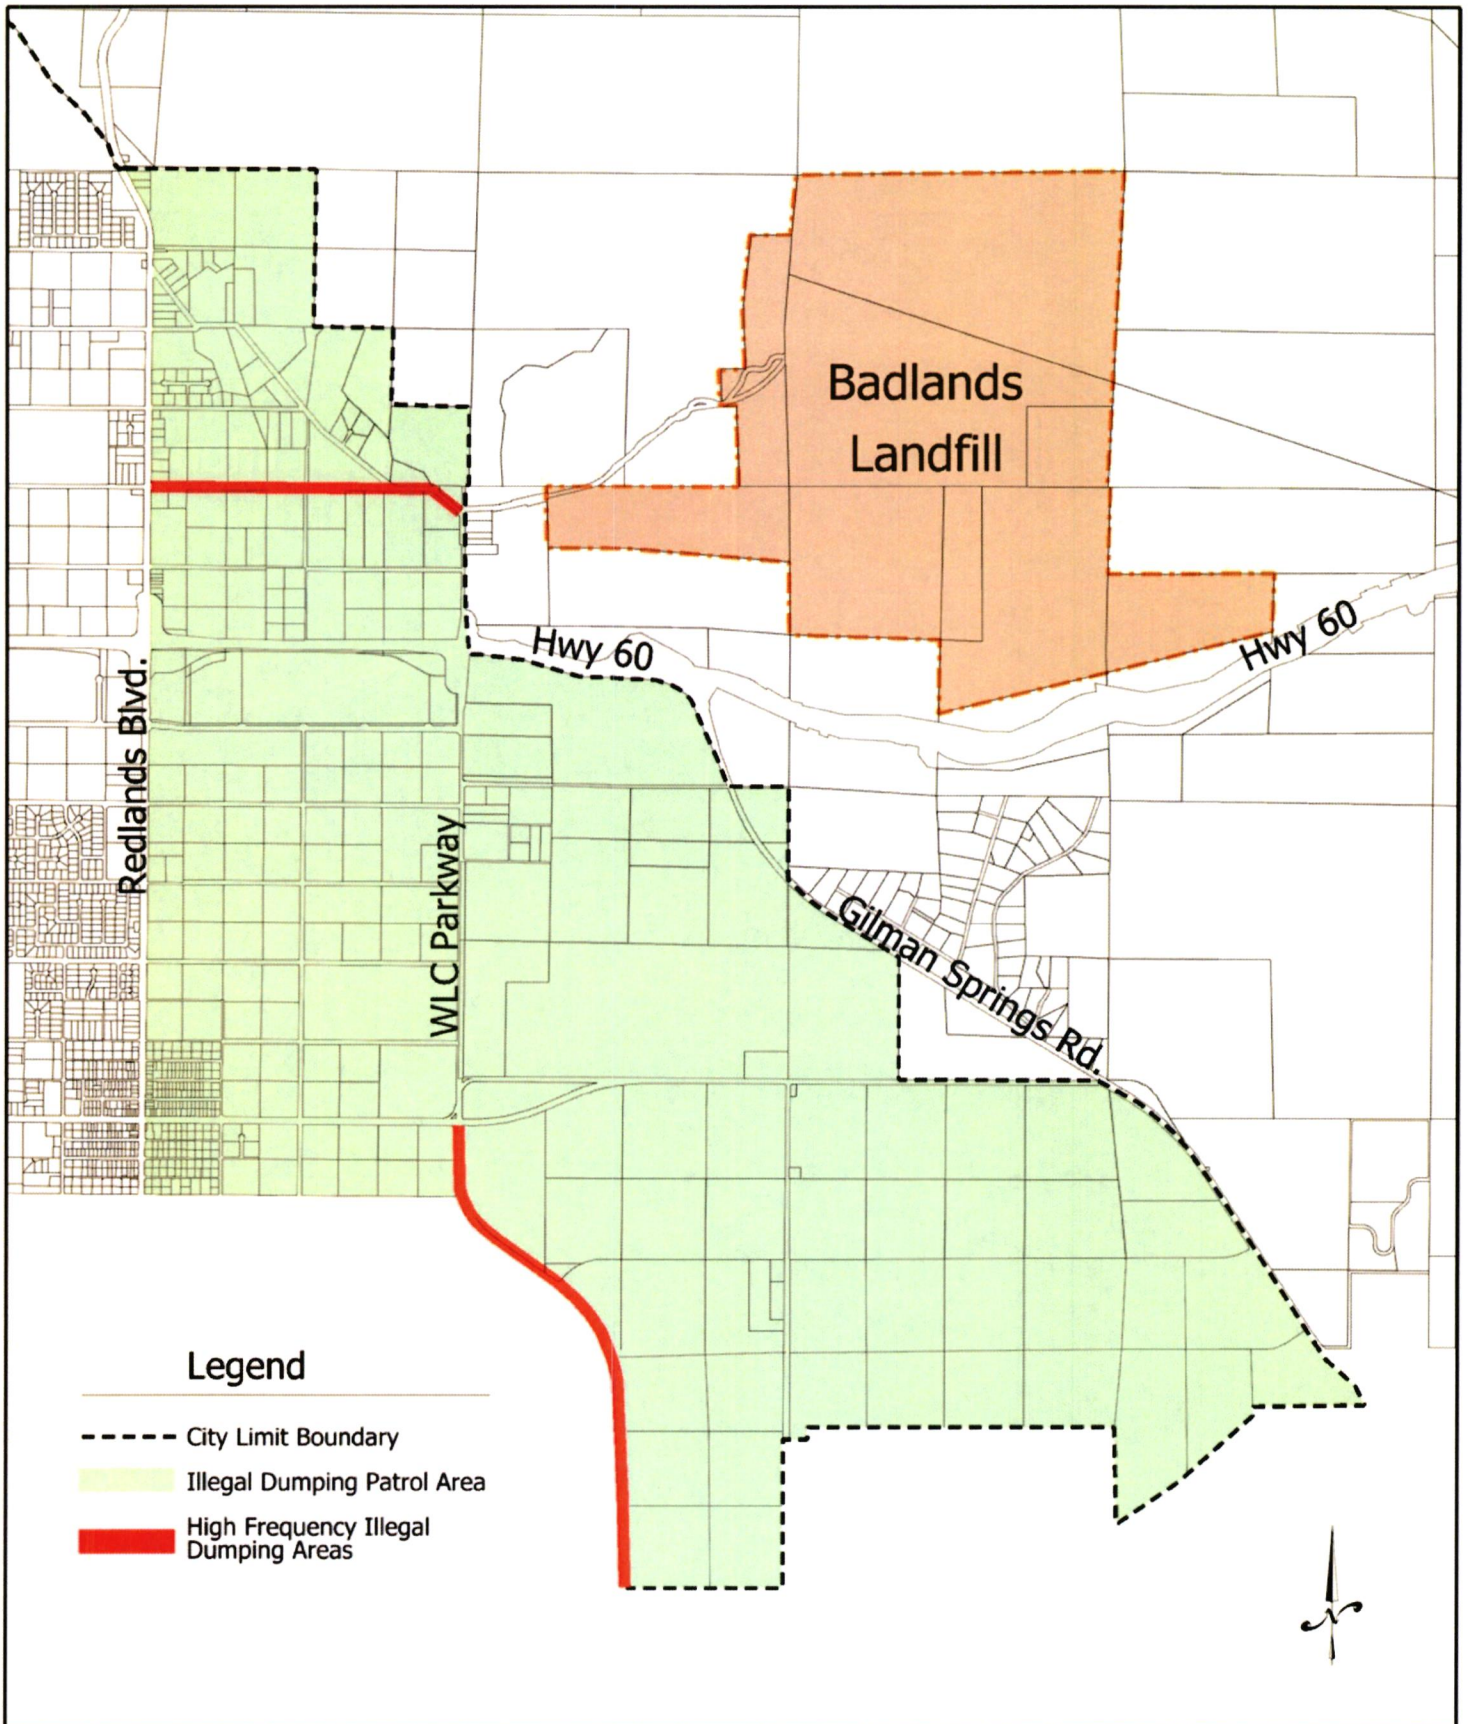 Badlands
Landfill
Hwy 60
Hwy 60
Redlands Blvd.
WLC Parkway
Gilman Springs Rd.
Legend
City Limit Boundary
Illegal Dumping Patrol Area
High Frequency Illegal
Dumping Areas